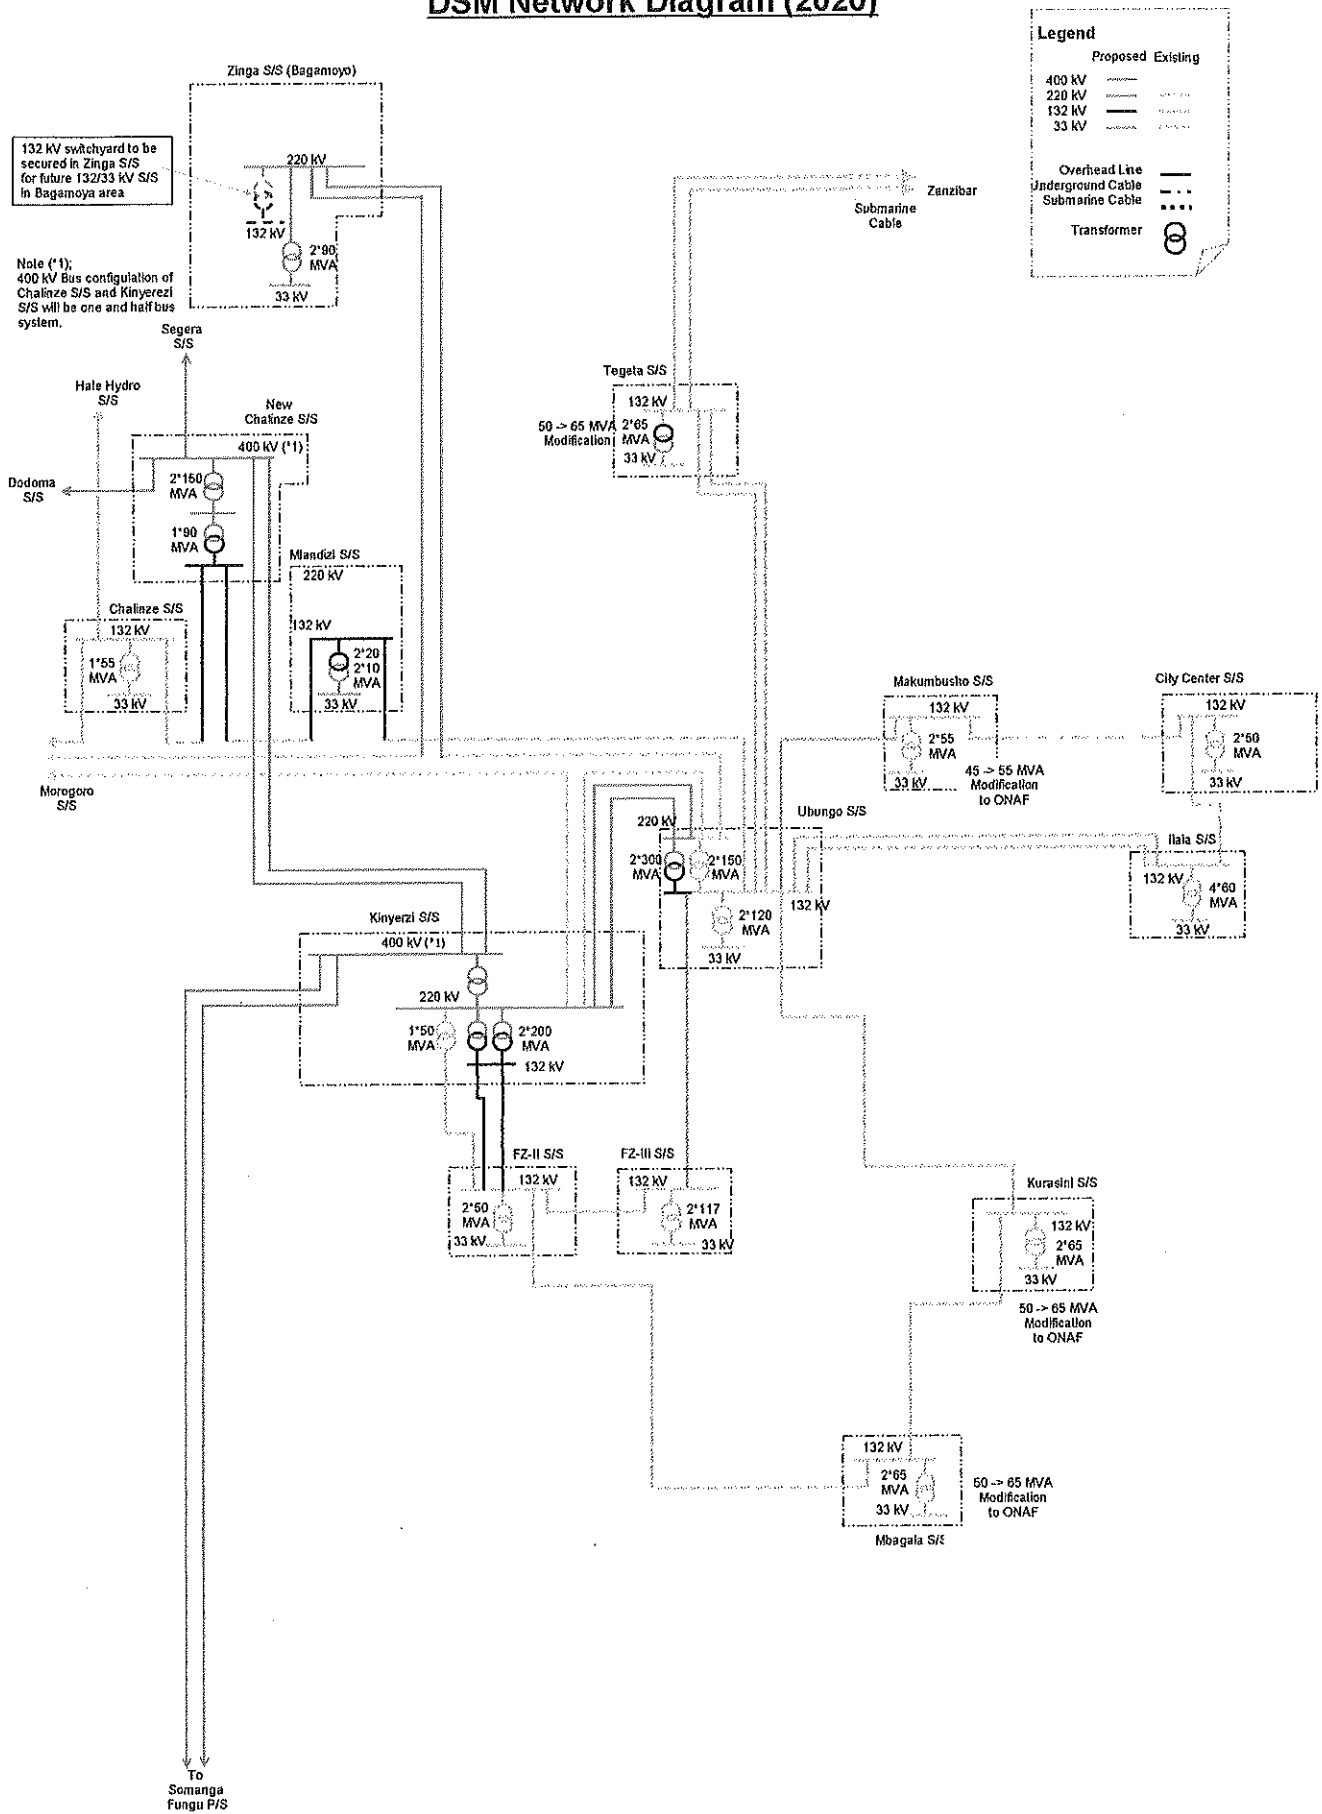 DSM Network Diagram (2020)
Legend
Proposed Existing
400 kV
220 kV
132 kV
33 kV
Overhead Line
Underground Cable
Submarine Cable
Transformer
Zinga S/S (Bagamoyo)
132 kV switchyard to be
secured in Zinga S/S
for future 132/33 kV S/S
in Bagamoya area
220 kV
132 kV
2*90
MVA
33 kV
Note (*1);
400 kV Bus configulation of
Chalinze S/S and Kinyerezi
S/S will be one and half bus
system.
Zanzibar
Submarine
Cable
Segera
S/S
Hale Hydro
S/S
New
Chalinze S/S
400 kV (*1)
Dodoma
S/S
2*150
MVA
1*90
MVA
Tegeta S/S
132 kV
50 -> 65 MVA
Modification
2*65
MVA
33 kV
Mlandizi S/S
220 kV
132 kV
2*20
2*10
MVA
33 kV
Chalinze S/S
132 kV
1*55
MVA
33 kV
Morogoro
S/S
Makumbusho S/S
132 kV
2*55
MVA
33 kV
45 -> 55 MVA
Modification
to ONAF
City Center S/S
132 kV
2*50
MVA
33 kV
Ubungo S/S
220 kV
2*300
MVA
2*150
MVA
132 kV
2*120
MVA
33 kV
Ilala S/S
132 kV
4*60
MVA
33 kV
Kinyerzi S/S
400 kV (*1)
220 kV
1*50
MVA
2*200
MVA
132 kV
FZ-II S/S
132 kV
2*50
MVA
33 kV
FZ-III S/S
132 kV
2*117
MVA
33 kV
Kurasini S/S
132 kV
2*65
MVA
33 kV
50 -> 65 MVA
Modification
to ONAF
132 kV
2*65
MVA
33 kV
Mbagala S/S
50 -> 65 MVA
Modification
to ONAF
To
Somanga
Fungu P/S